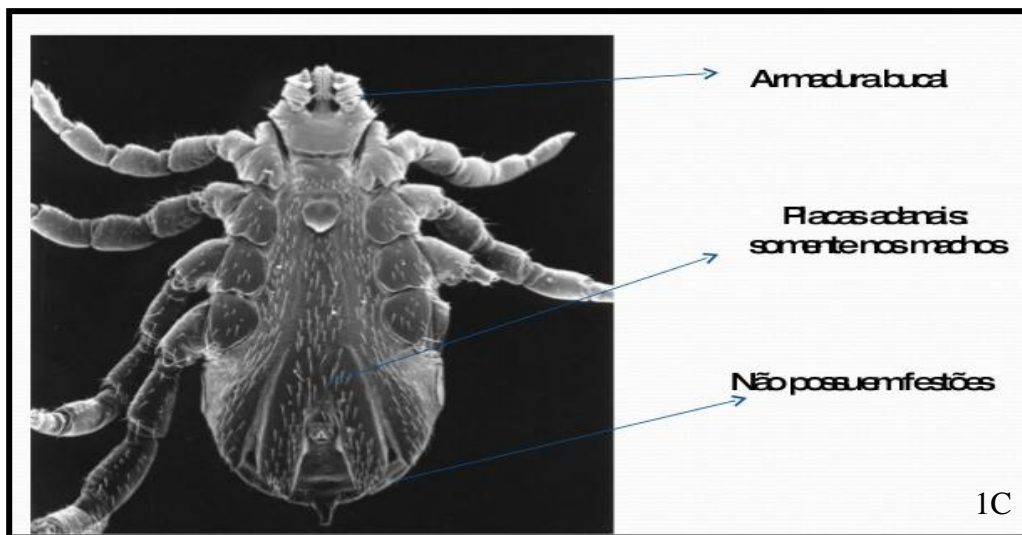 Armadura bucal
Placas adanais:
somente nos machos
Não possuem festões
1C